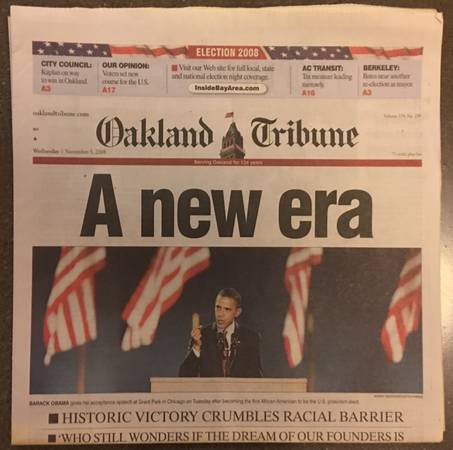 ELECTION 2008
CITY COUNCIL:
Kaplan on way
to win in Oakland.
A3
OUR OPINION:
Voters set new
course for the U.S.
A17
■ Visit our Web site for full local, state
and national election night coverage.
InsideBayArea.com
AC TRANSIT:
Tax measure leading
narrowly.
A16
BERKELEY:
Bates near another
re-election as mayor
A3
oaklandtribune.com
Oakland Tribune
Wednesday | November 5, 2008
Serving Oakland for 134 years
A new era
BARACK OBAMA gives his acceptance speech at Grant Park in Chicago on Tuesday after becoming the first African-American to be the U.S. president-elect.
■ HISTORIC VICTORY CRUMBLES RACIAL BARRIER
■ 'WHO STILL WONDERS IF THE DREAM OF OUR FOUNDERS IS